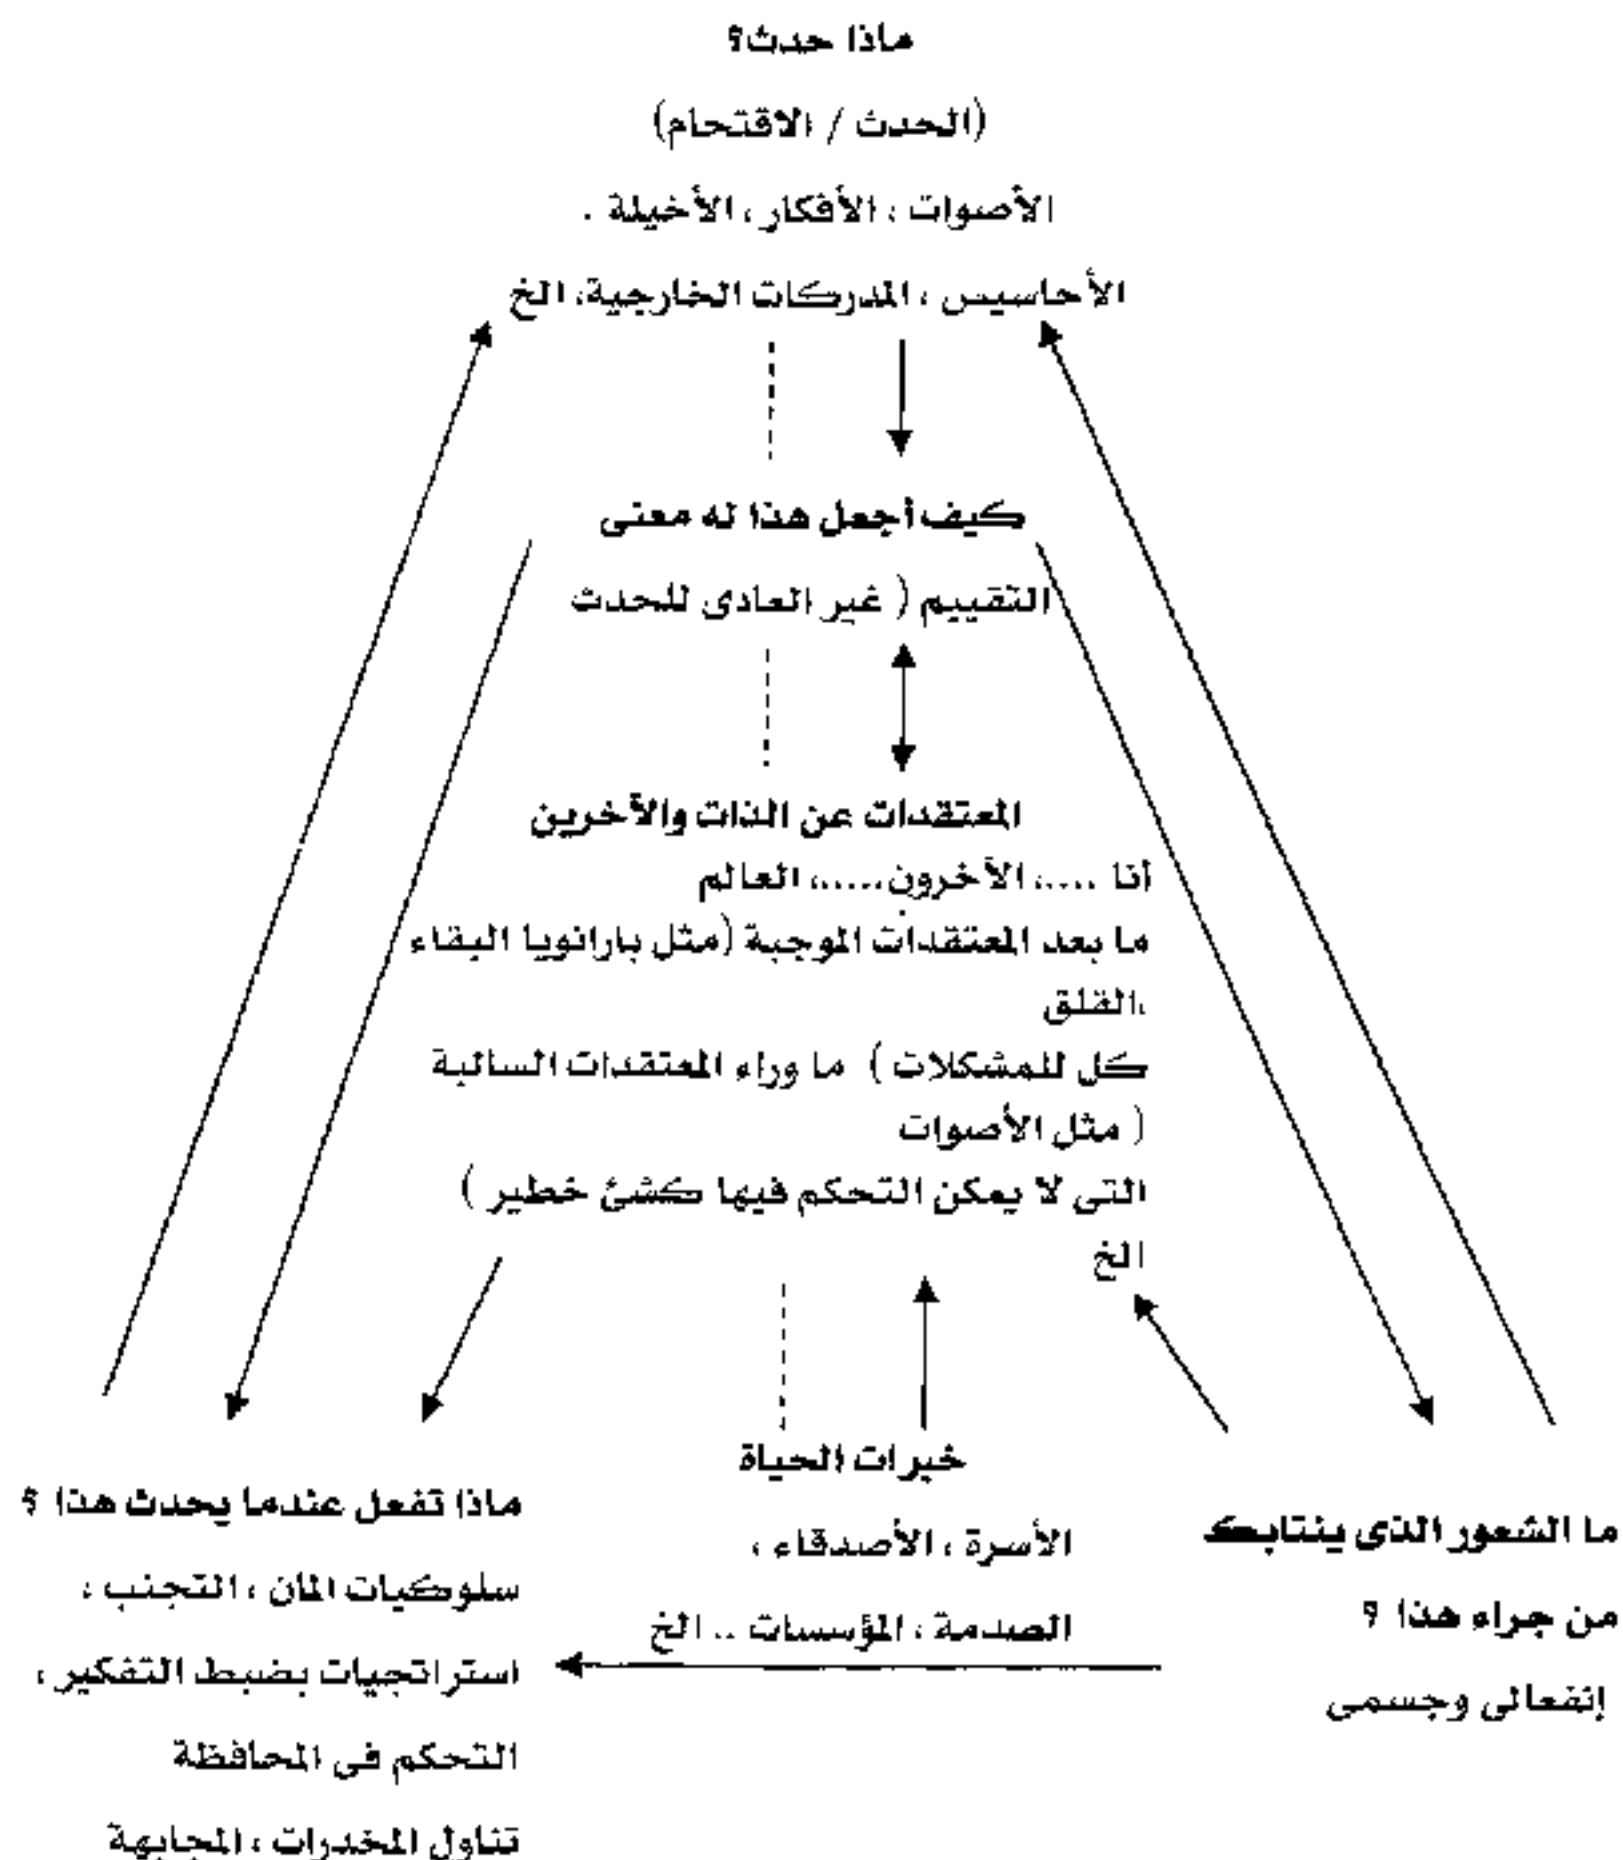 ماذا حدث؟
(الحدث / الاقتحام)
الأصوات ، الأفكار، الأخيلة .
الأحاسيس ، المدركات الخارجية، الخ
كيف أجعل هذا له معنى
التقييم ( غير العادى للحدث
المعتقدات عن الذات والآخرين
أنا ....، الآخرون.....، العالم
ما بعد المعتقدات الموجبة (مثل بارانويا البقاء
،القلق
كل للمشكلات ) ما وراء المعتقدات السالبة
( مثل الأصوات
التى لا يمكن التحكم فيها كشئ خطير )
الخ
خبرات الحياة
الأسرة ، الأصدقاء ،
الصدمة ، المؤسسات .. الخ
ما الشعور الذى ينتابك
من جراء هذا ؟
إنفعالى وجسمى
ماذا تفعل عندما يحدث هذا ؟
سلوكيات المان ، التجنب ،
استراتجيات بضبط التفكير ،
التحكم فى المحافظة
تناول المخدرات ، المجابهة